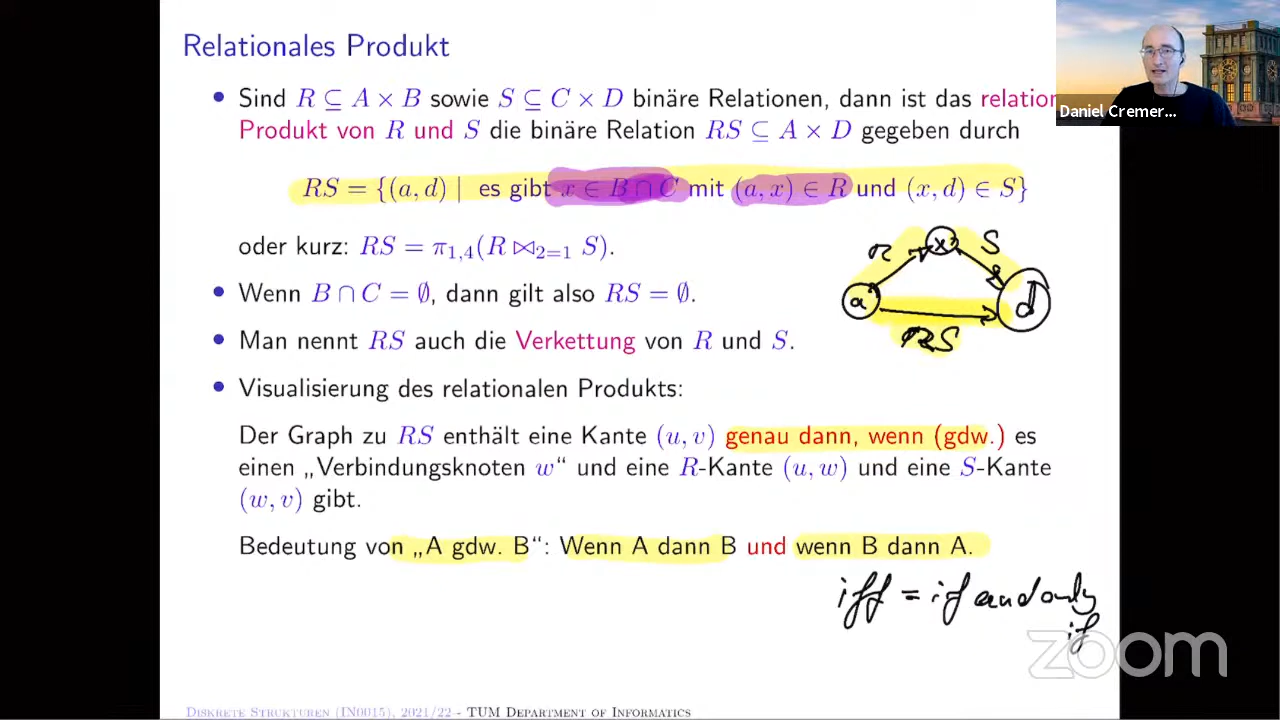 Relationales Produkt
• Sind R ⊆ A × B sowie S ⊆ C × D binäre Relationen, dann ist das relation
Produkt von R und S die binäre Relation RS ⊆ A × D gegeben durch
RS = {(a, d) | es gibt x ∈ B ∩ C mit (a, x) ∈ R und (x, d) ∈ S}
oder kurz: RS = π₁,₄(R ⋈₂₌₁ S).
• Wenn B ∩ C = ∅, dann gilt also RS = ∅.
• Man nennt RS auch die Verkettung von R und S.
• Visualisierung des relationalen Produkts:
Der Graph zu RS enthält eine Kante (u, v) genau dann, wenn (gdw.) es
einen „Verbindungsknoten w“ und eine R-Kante (u, w) und eine S-Kante
(w, v) gibt.
Bedeutung von „A gdw. B“: Wenn A dann B und wenn B dann A.
R x S
a d
RS
iff = if and only
if
Daniel Cremer...
zoom
DISKRETE STRUKTUREN (IN0015), 2021/22 - TUM DEPARTMENT OF INFORMATICS